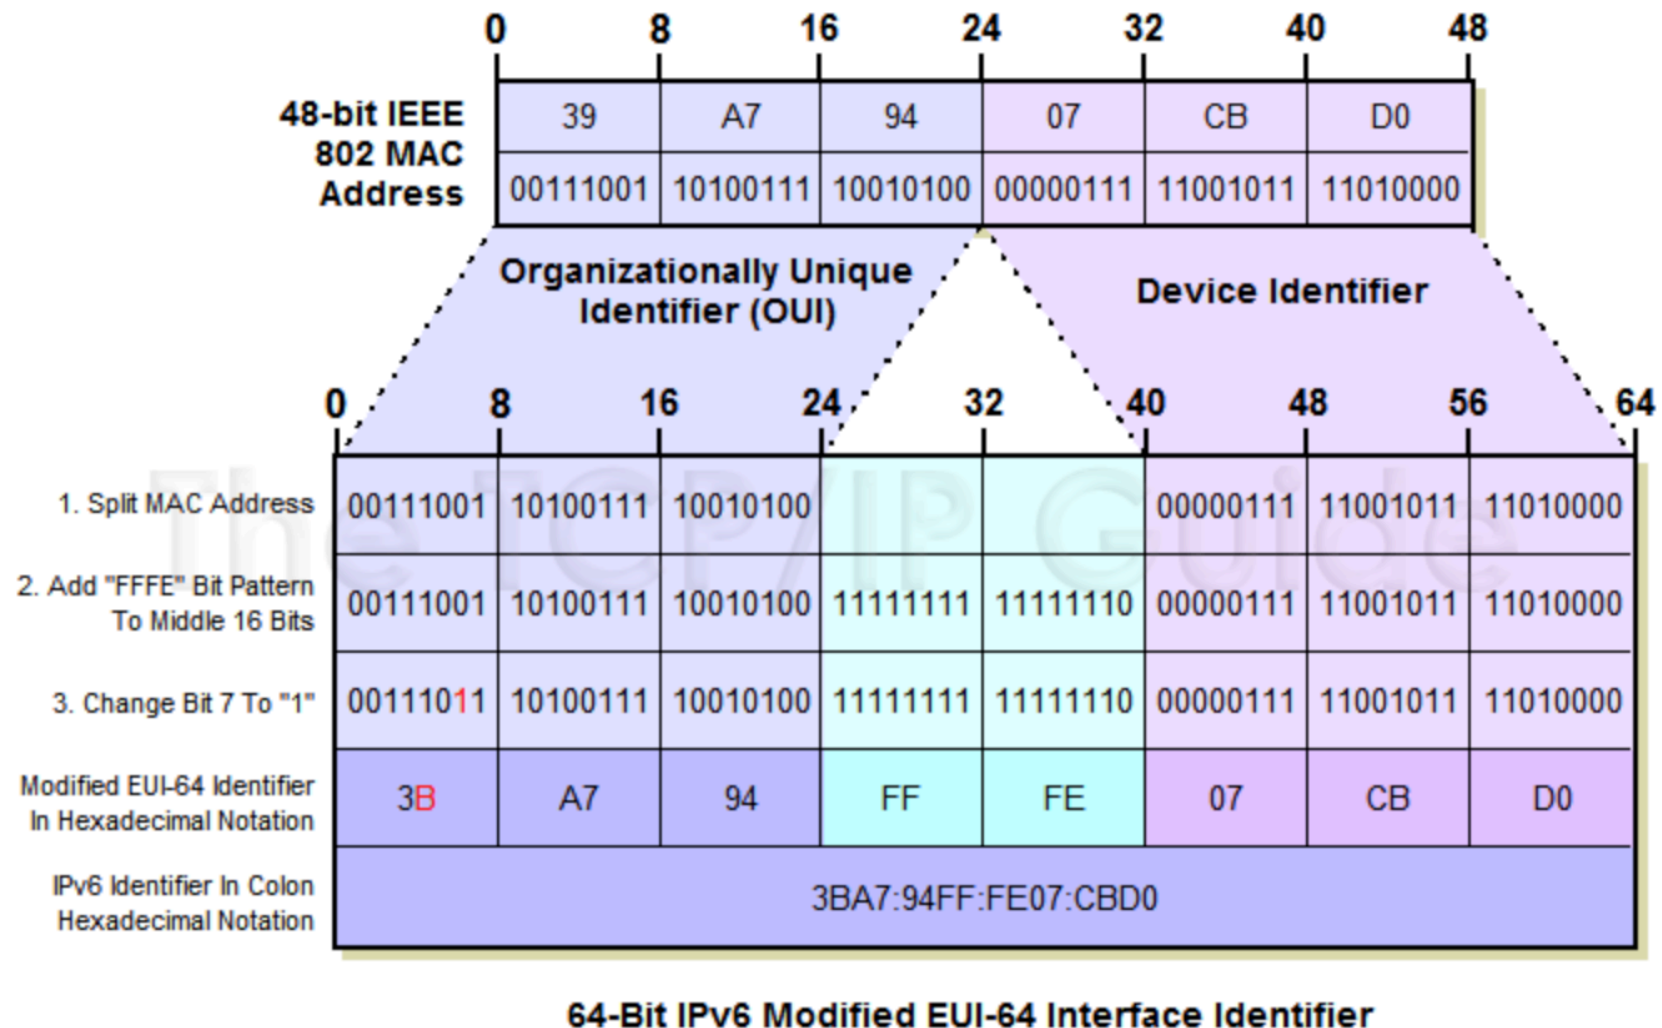 0 8 16 24 32 40 48
48-bit IEEE
802 MAC
Address
39 A7 94 07 CB D0
00111001 10100111 10010100 00000111 11001011 11010000
Organizationally Unique
Identifier (OUI)
Device Identifier
0 8 16 24 32 40 48 56 64
The TCP/IP Guide
1. Split MAC Address 00111001 10100111 10010100 00000111 11001011 11010000
2. Add "FFFE" Bit Pattern
To Middle 16 Bits
00111001 10100111 10010100 11111111 11111110 00000111 11001011 11010000
3. Change Bit 7 To "1" 00111011 10100111 10010100 11111111 11111110 00000111 11001011 11010000
Modified EUI-64 Identifier
In Hexadecimal Notation
3B A7 94 FF FE 07 CB D0
IPv6 Identifier In Colon
Hexadecimal Notation
3BA7:94FF:FE07:CBD0
64-Bit IPv6 Modified EUI-64 Interface Identifier